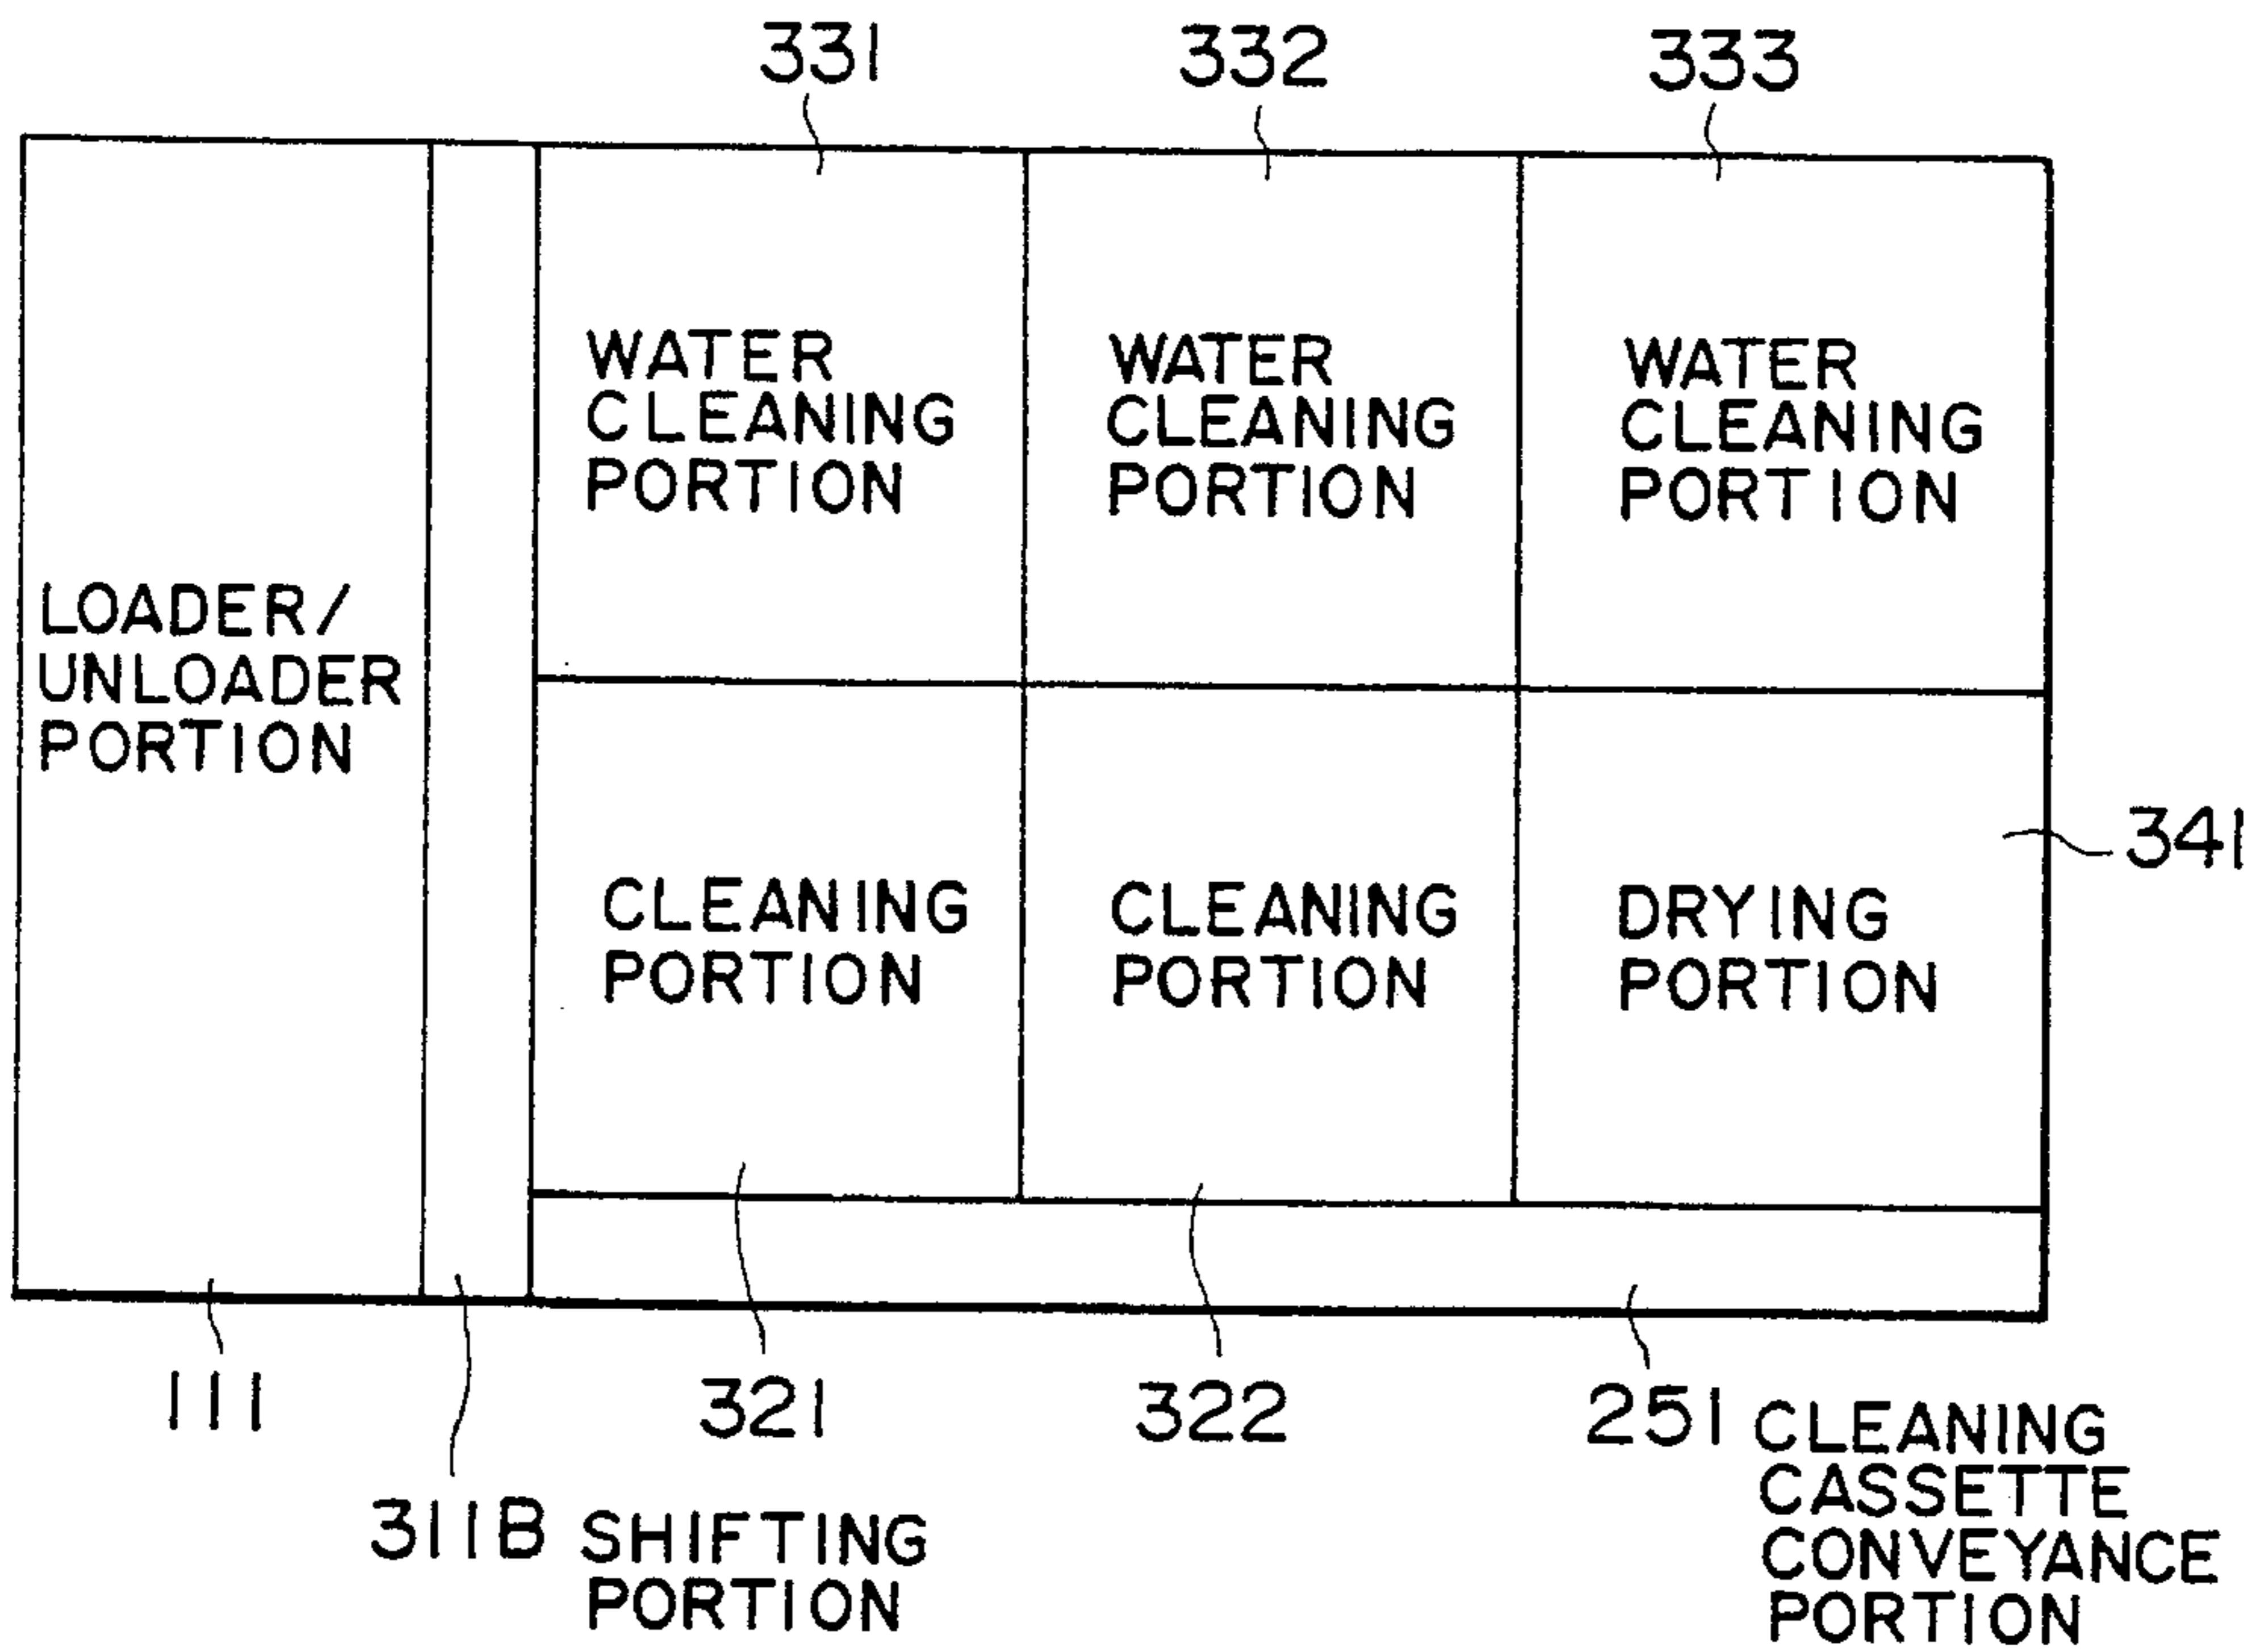 331
332
333
WATER
CLEANING
PORTION
WATER
CLEANING
PORTION
WATER
CLEANING
PORTION
LOADER/
UNLOADER
PORTION
341
CLEANING
PORTION
CLEANING
PORTION
DRYING
PORTION
111
321
322
251 CLEANING
CASSETTE
CONVEYANCE
PORTION
311B SHIFTING
PORTION